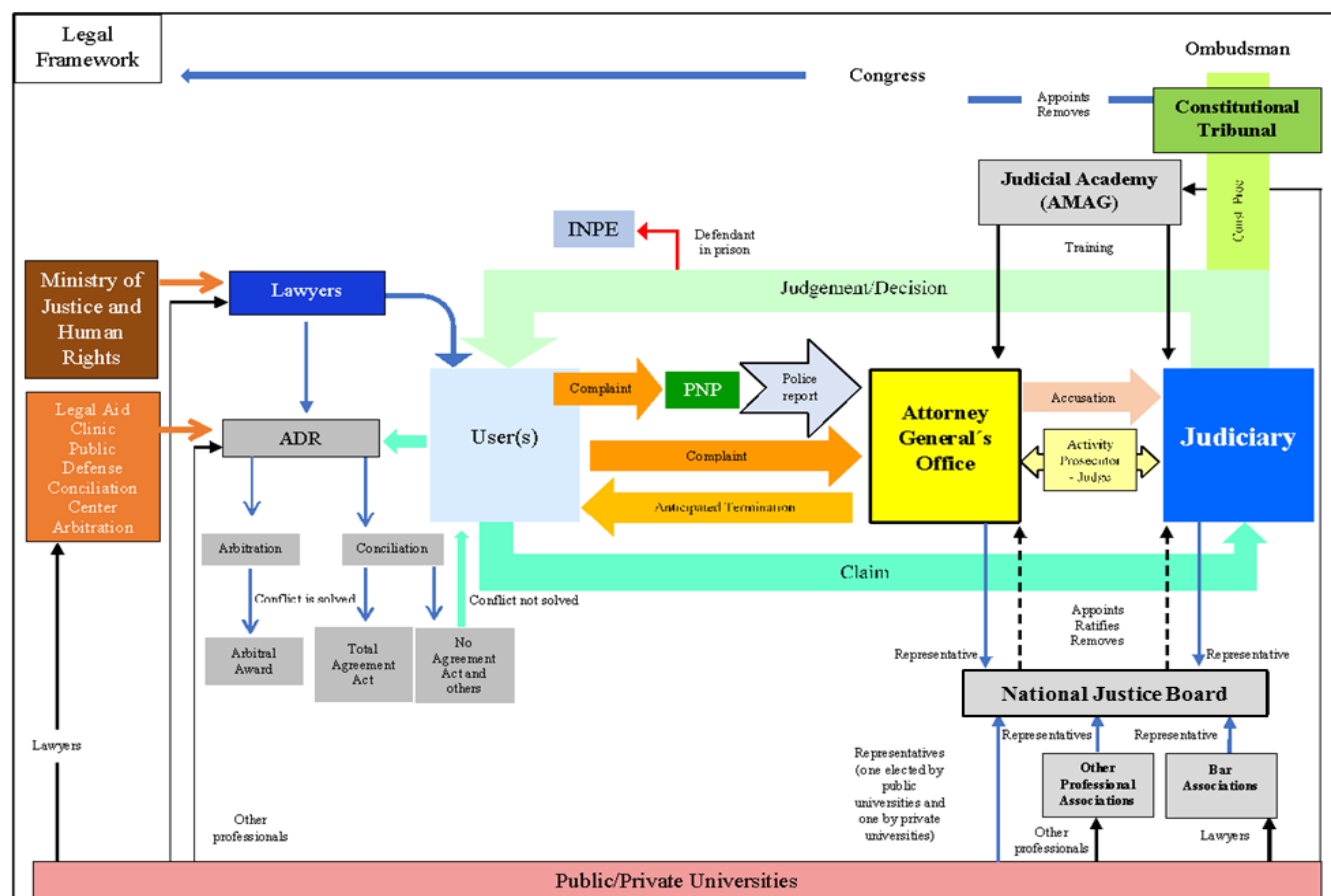 Legal
Framework
Ombudsman
Congress
Appoints
Removes
Constitutional
Tribunal
Judicial Academy
(AMAG)
Const Proc
INPE
Defendant
in prison
Training
Ministry of
Justice and
Human
Rights
Lawyers
Judgement/Decision
Legal Aid
Clinic
Public
Defense
Conciliation
Center
Arbitration
ADR
User(s)
Complaint
PNP
Police
report
Attorney
General´s
Office
Accusation
Judiciary
Complaint
Activity
Prosecutor
- Judge
Anticipated Termination
Arbitration
Conciliation
Claim
Conflict is solved
Conflict not solved
Appoints
Ratifies
Removes
Arbitral
Award
Total
Agreement
Act
No
Agreement
Act and
others
Representative
Representative
National Justice Board
Lawyers
Representatives
(one elected by
public
universities and
one by private
universities)
Representatives
Representative
Other
Professional
Associations
Bar
Associations
Other
professionals
Other
professionals
Lawyers
Public/Private Universities